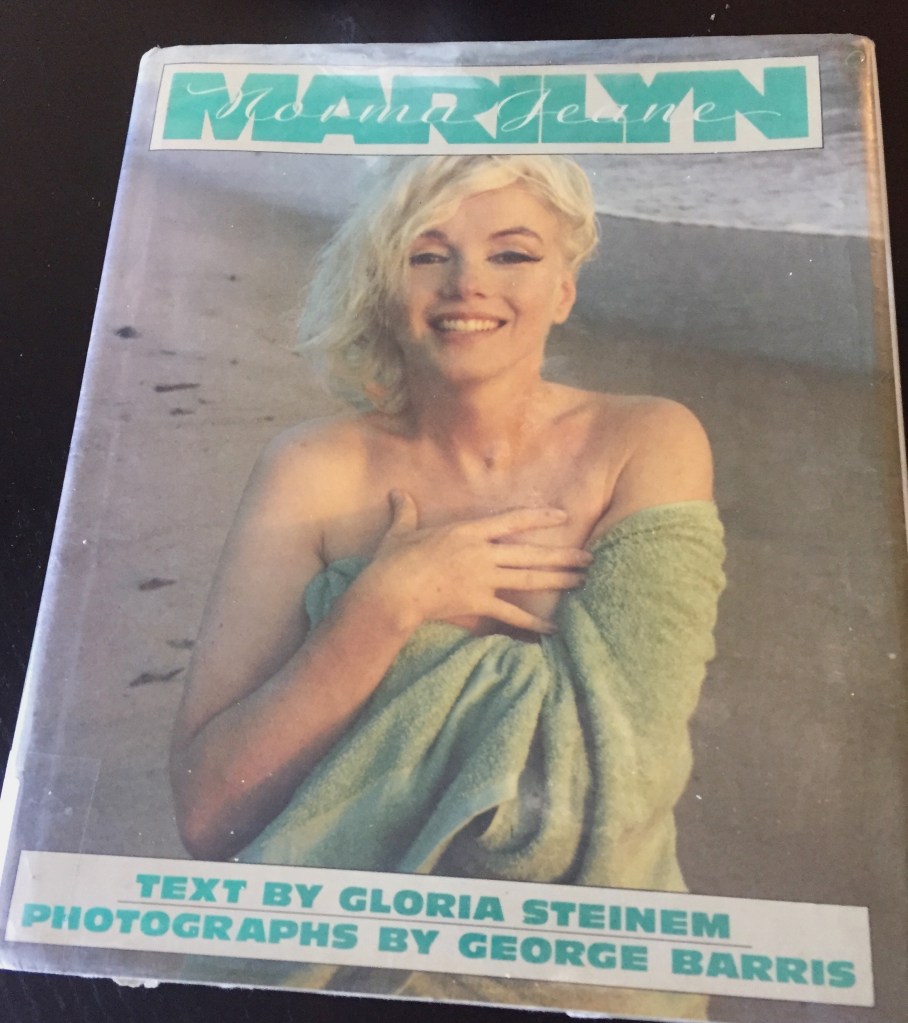 MARILYN
Norma Jeane
TEXT BY GLORIA STEINEM
PHOTOGRAPHS BY GEORGE BARRIS